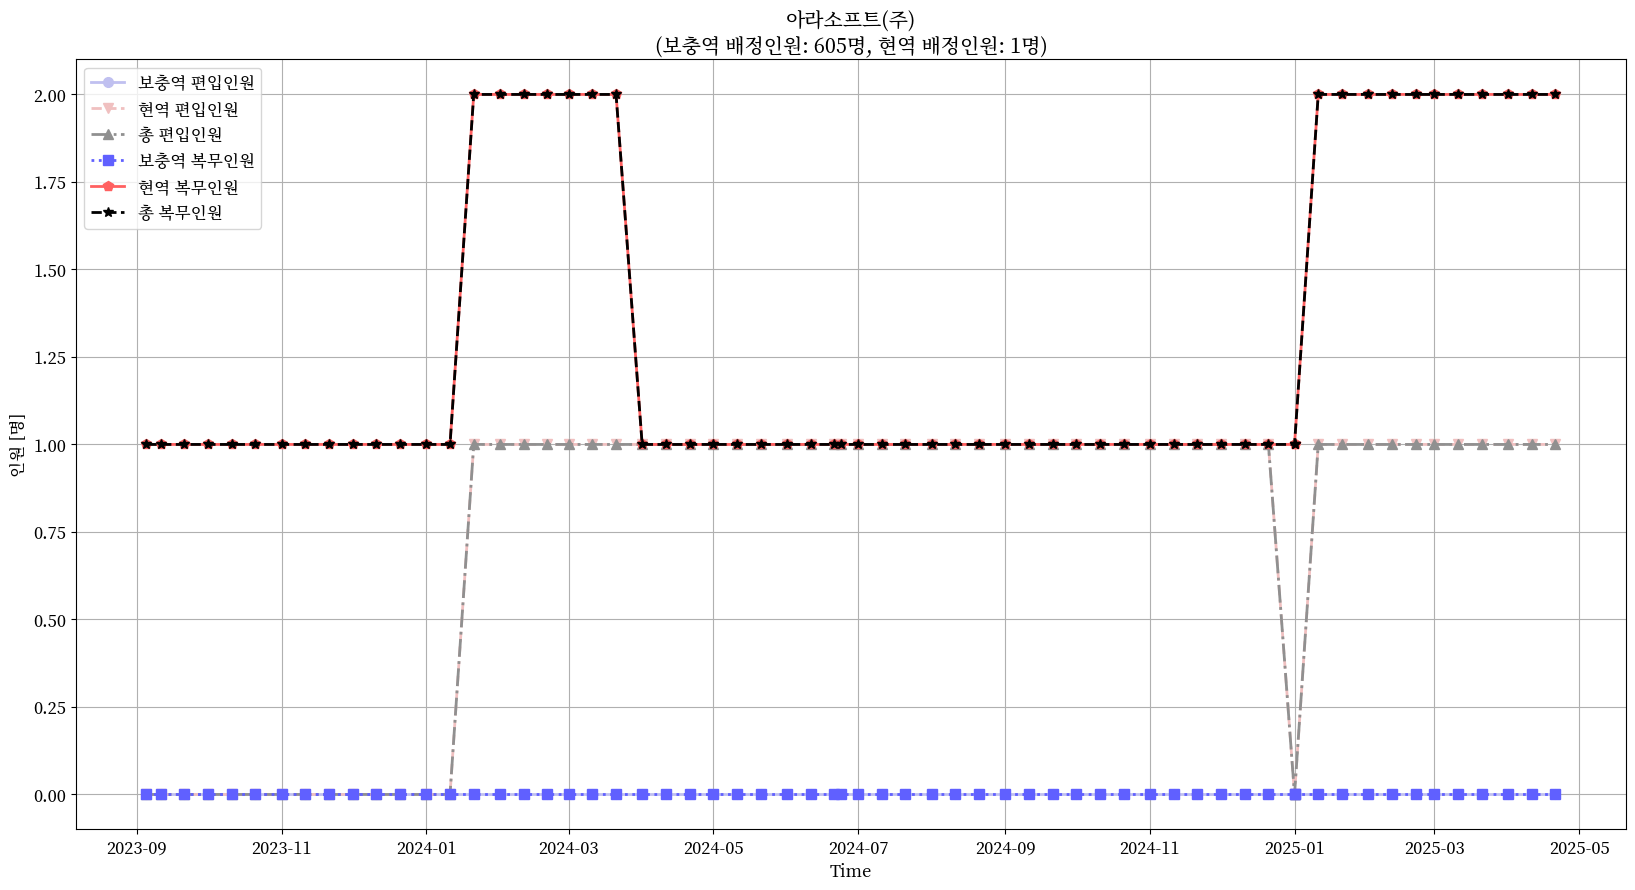 아라소프트(주)
(보충역 배정인원: 605명, 현역 배정인원: 1명)
보충역 편입인원
현역 편입인원
총 편입인원
보충역 복무인원
현역 복무인원
총 복무인원
2.00
1.75
1.50
1.25
1.00
0.75
0.50
0.25
0.00
인원 [명]
2023-09 2023-11 2024-01 2024-03 2024-05 2024-07 2024-09 2024-11 2025-01 2025-03 2025-05
Time